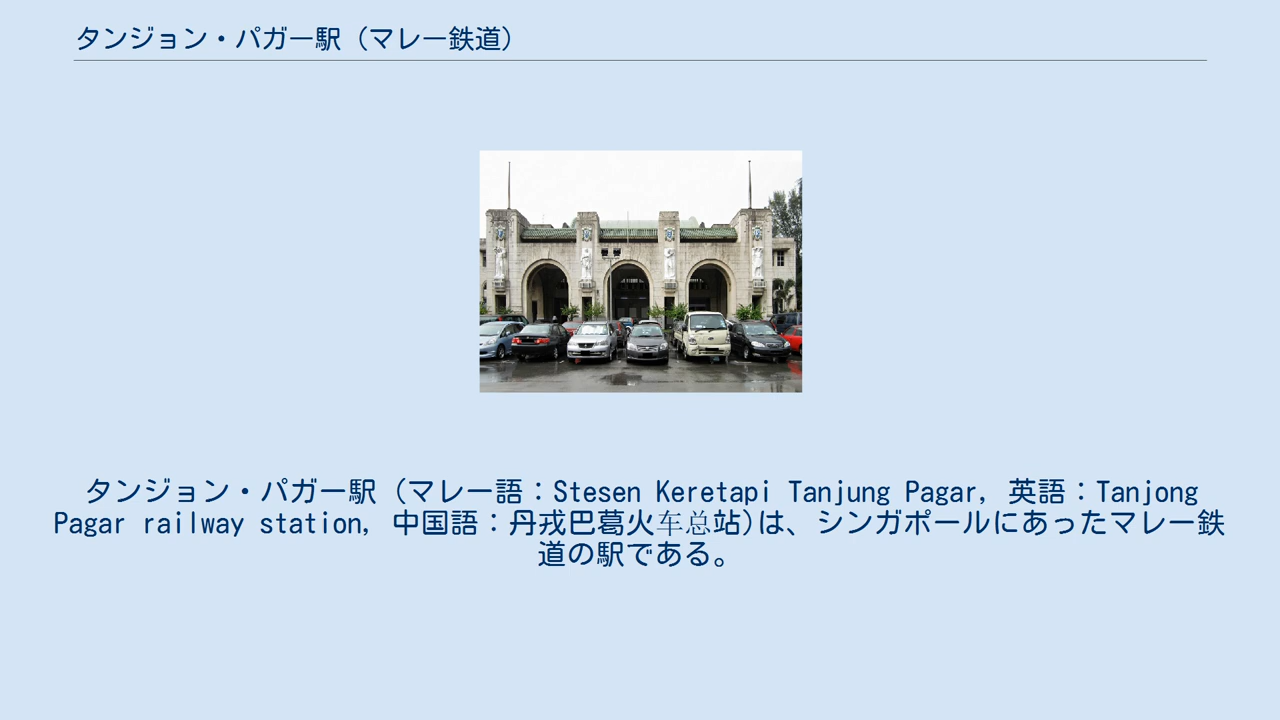 タンジョン・パガー駅（マレー鉄道）
タンジョン・パガー駅（マレー語：Stesen Keretapi Tanjung Pagar, 英語：Tanjong
Pagar railway station, 中国語：丹戎巴葛火车总站)は、シンガポールにあったマレー鉄
道の駅である。